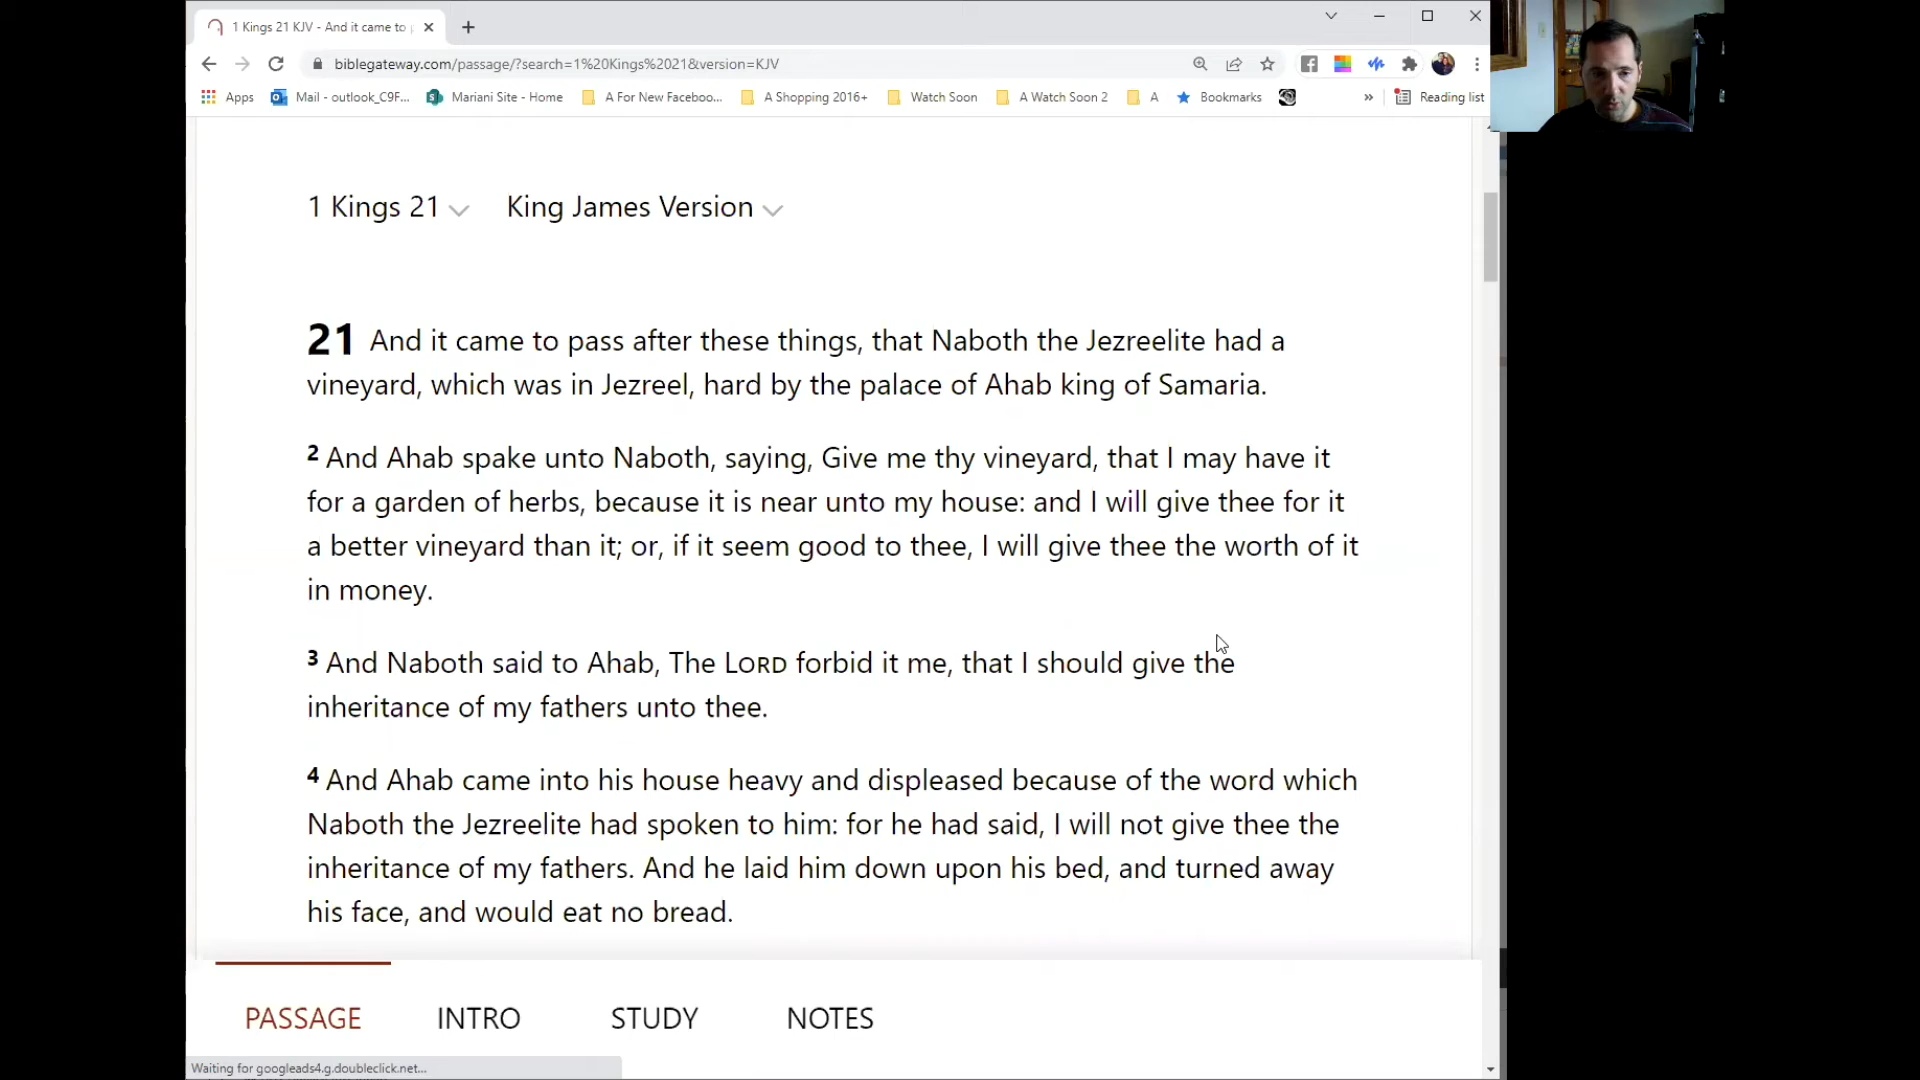 1 Kings 21 KJV - And it came to
biblegateway.com/passage/?search=1%20Kings%2021&version=KJV
Apps Mail - outlook_C9F... Mariani Site - Home A For New Faceboo... A Shopping 2016+ Watch Soon A Watch Soon 2 A Bookmarks » Reading list
1 Kings 21 King James Version
21 And it came to pass after these things, that Naboth the Jezreelite had a
vineyard, which was in Jezreel, hard by the palace of Ahab king of Samaria.
2 And Ahab spake unto Naboth, saying, Give me thy vineyard, that I may have it
for a garden of herbs, because it is near unto my house: and I will give thee for it
a better vineyard than it; or, if it seem good to thee, I will give thee the worth of it
in money.
3 And Naboth said to Ahab, The LORD forbid it me, that I should give the
inheritance of my fathers unto thee.
4 And Ahab came into his house heavy and displeased because of the word which
Naboth the Jezreelite had spoken to him: for he had said, I will not give thee the
inheritance of my fathers. And he laid him down upon his bed, and turned away
his face, and would eat no bread.
PASSAGE INTRO STUDY NOTES
Waiting for googleads4.g.doubleclick.net...